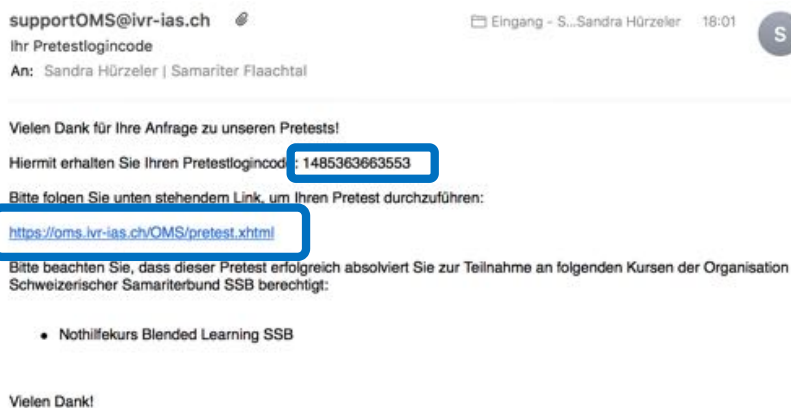 supportOMS@ivr-ias.ch Eingang - S...Sandra Hürzeler 18:01
S
Ihr Pretestlogincode
An: Sandra Hürzeler | Samariter Flaachtal
Vielen Dank für Ihre Anfrage zu unseren Pretests!
Hiermit erhalten Sie Ihren Pretestlogincode: 1485363663553
Bitte folgen Sie unten stehendem Link, um Ihren Pretest durchzuführen:
https://oms.ivr-ias.ch/OMS/pretest.xhtml
Bitte beachten Sie, dass dieser Pretest erfolgreich absolviert Sie zur Teilnahme an folgenden Kursen der Organisation
Schweizerischer Samariterbund SSB berechtigt:
• Nothilfekurs Blended Learning SSB
Vielen Dank!